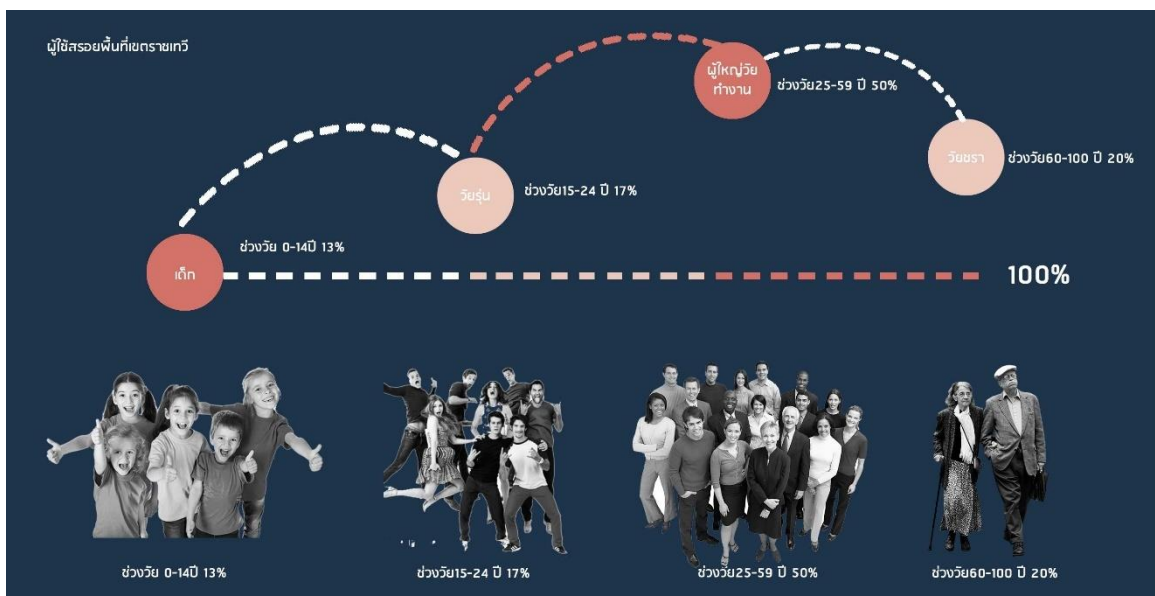 ผู้ใช้สรอยพื้นที่เขตราชเทวี
ผู้ใหญ่วัย
ทำงาน
ช่วงวัย25-59 ปี 50%
วัยชรา
ช่วงวัย60-100 ปี 20%
วัยรุ่น
ช่วงวัย15-24 ปี 17%
ช่วงวัย 0-14ปี 13%
เด็ก
100%
ช่วงวัย 0-14ปี 13%
ช่วงวัย15-24 ปี 17%
ช่วงวัย25-59 ปี 50%
ช่วงวัย60-100 ปี 20%